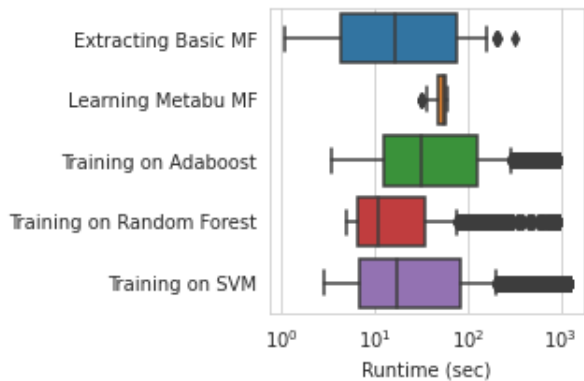 Extracting Basic MF
Learning Metabu MF
Training on Adaboost
Training on Random Forest
Training on SVM
10⁰ 10¹ 10² 10³
Runtime (sec)